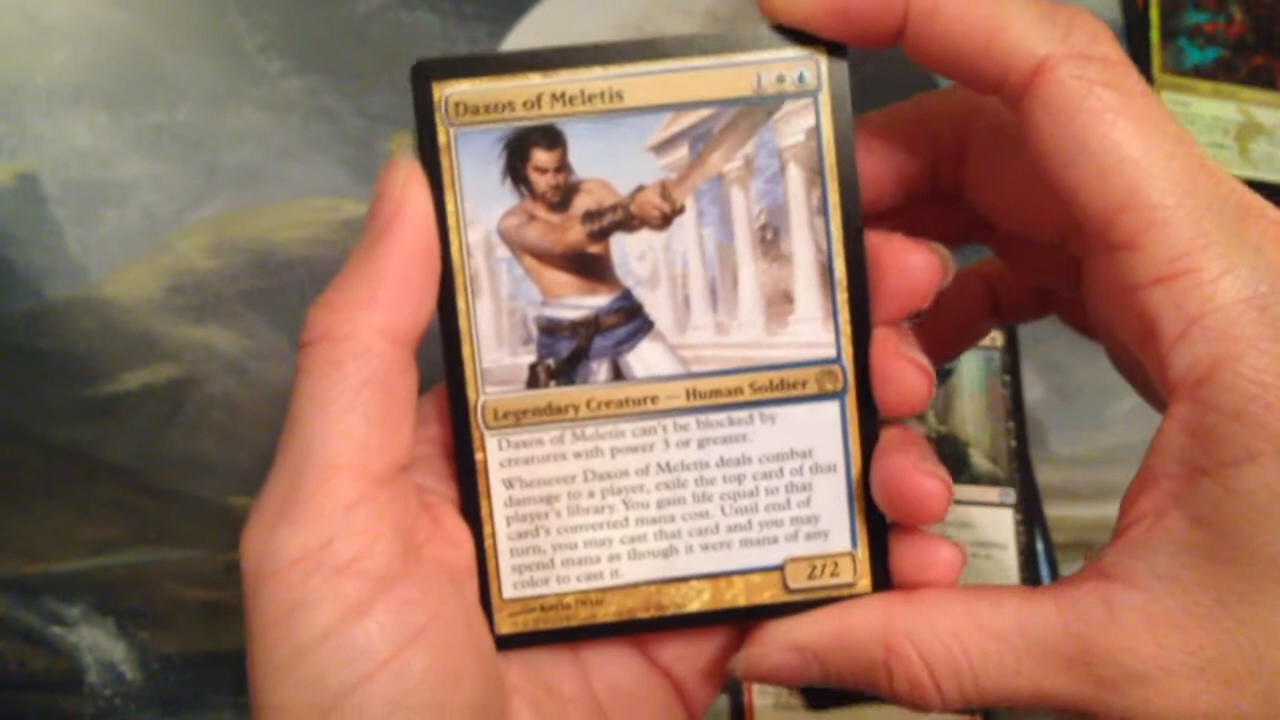 Daxos of Meletis 1
Legendary Creature — Human Soldier
Daxos of Meletis can't be blocked by
creatures with power 3 or greater.
Whenever Daxos of Meletis deals combat
damage to a player, exile the top card of that
player's library. You gain life equal to that
card's converted mana cost. Until end of
turn, you may cast that card and you may
spend mana as though it were mana of any
color to cast it.
2/2